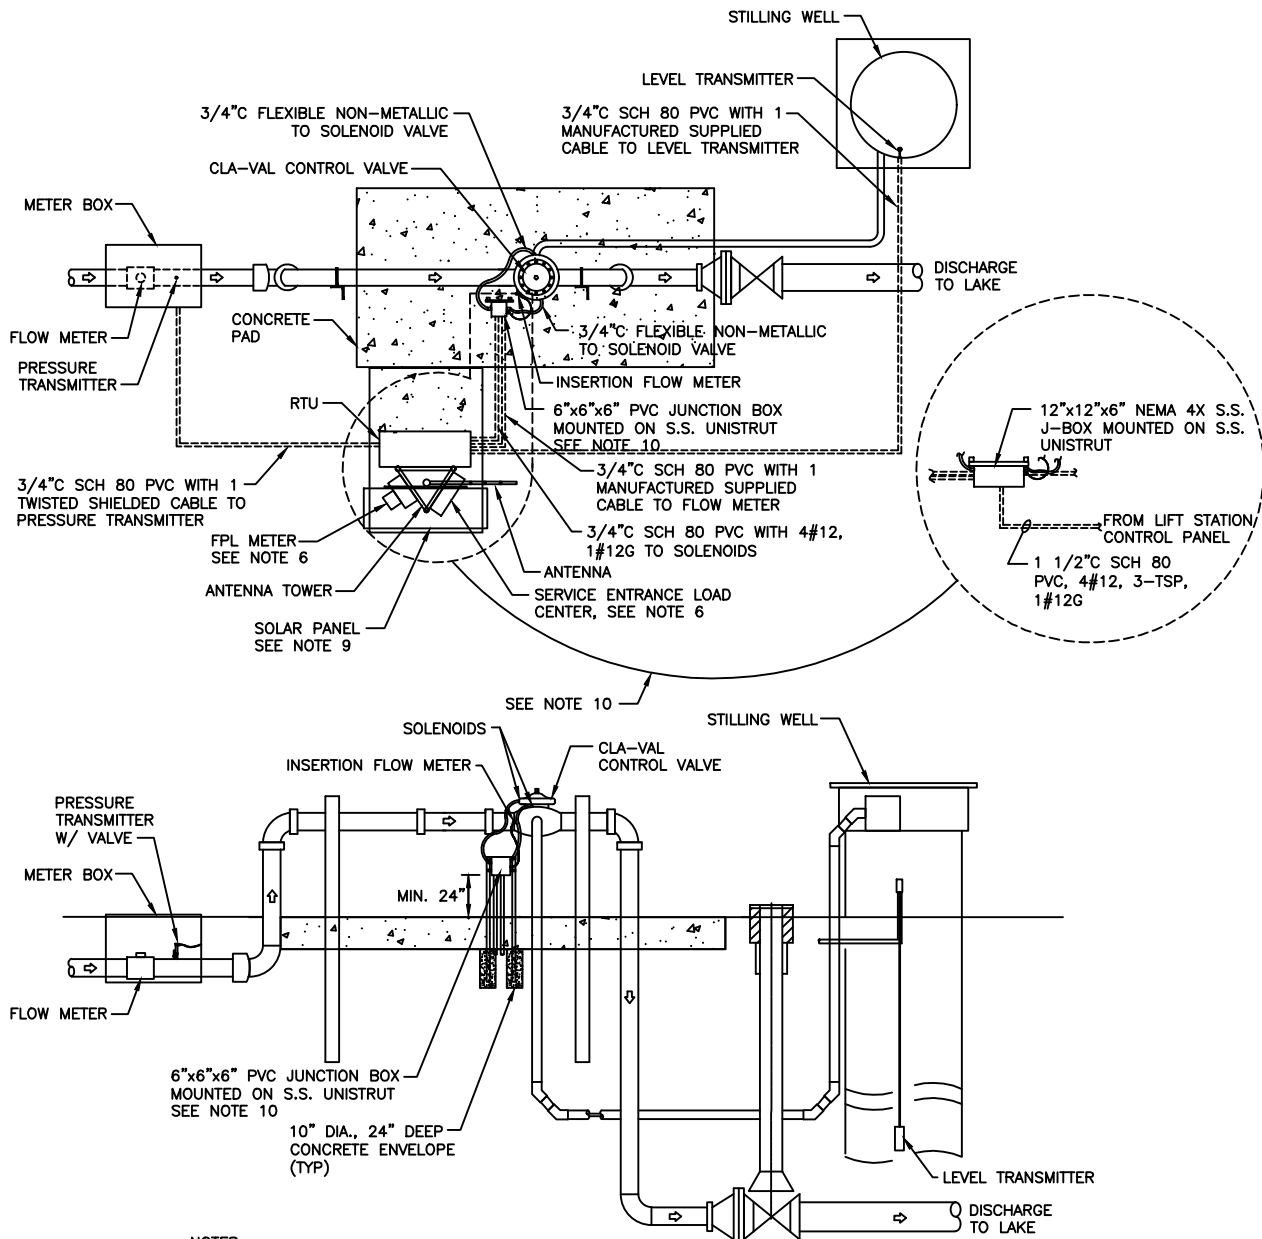 STILLING WELL
LEVEL TRANSMITTER
3/4"C FLEXIBLE NON-METALLIC
TO SOLENOID VALVE
3/4"C SCH 80 PVC WITH 1
MANUFACTURED SUPPLIED
CABLE TO LEVEL TRANSMITTER
CLA-VAL CONTROL VALVE
METER BOX
DISCHARGE
TO LAKE
FLOW METER
PRESSURE
TRANSMITTER
CONCRETE
PAD
3/4"C FLEXIBLE NON-METALLIC
TO SOLENOID VALVE
INSERTION FLOW METER
RTU
6"x6"x6" PVC JUNCTION BOX
MOUNTED ON S.S. UNISTRUT
SEE NOTE 10
12"x12"x6" NEMA 4X S.S.
J-BOX MOUNTED ON S.S.
UNISTRUT
3/4"C SCH 80 PVC WITH 1
TWISTED SHIELDED CABLE TO
PRESSURE TRANSMITTER
3/4"C SCH 80 PVC WITH 1
MANUFACTURED SUPPLIED
CABLE TO FLOW METER
FROM LIFT STATION
CONTROL PANEL
3/4"C SCH 80 PVC WITH 4#12,
1#12G TO SOLENOIDS
FPL METER
SEE NOTE 6
ANTENNA
1 1/2"C SCH 80
PVC, 4#12, 3-TSP,
1#12G
ANTENNA TOWER
SERVICE ENTRANCE LOAD
CENTER, SEE NOTE 6
SOLAR PANEL
SEE NOTE 9
SEE NOTE 10
STILLING WELL
SOLENOIDS
CLA-VAL
CONTROL VALVE
INSERTION FLOW METER
PRESSURE
TRANSMITTER
W/ VALVE
METER BOX
MIN. 24"
FLOW METER
6"x6"x6" PVC JUNCTION BOX
MOUNTED ON S.S. UNISTRUT
SEE NOTE 10
10" DIA., 24" DEEP
CONCRETE ENVELOPE
(TYP)
LEVEL TRANSMITTER
DISCHARGE
TO LAKE